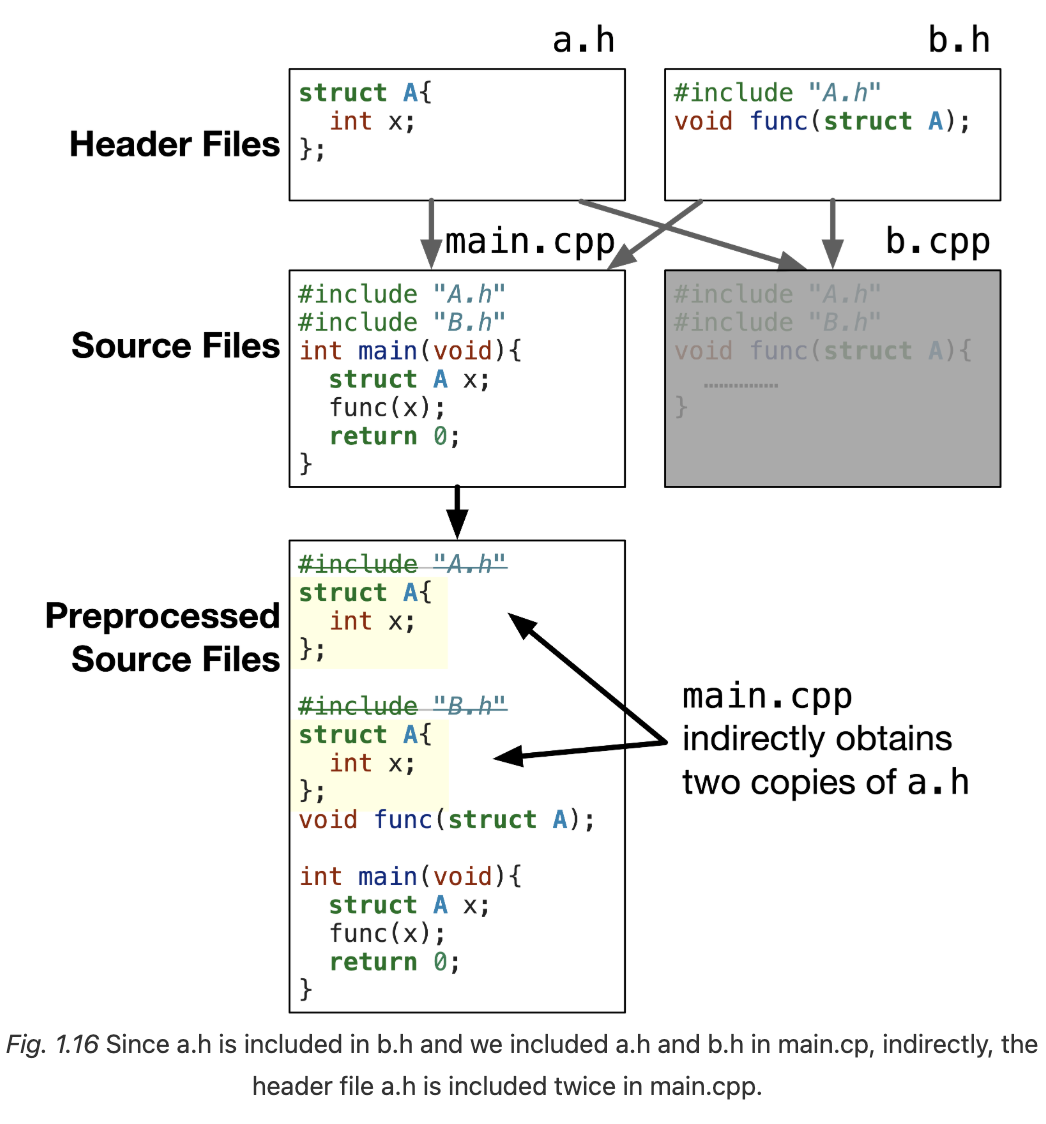 a.h
b.h
Header Files
struct A{
  int x;
};
#include "A.h"
void func(struct A);
main.cpp
b.cpp
Source Files
#include "A.h"
#include "B.h"
int main(void){
  struct A x;
  func(x);
  return 0;
}
#include "A.h"
#include "B.h"
void func(struct A){
  ……………
}
Preprocessed
Source Files
#include "A.h"
struct A{
  int x;
};
#include "B.h"
struct A{
  int x;
};
void func(struct A);
int main(void){
  struct A x;
  func(x);
  return 0;
}
main.cpp
indirectly obtains
two copies of a.h
Fig. 1.16 Since a.h is included in b.h and we included a.h and b.h in main.cp, indirectly, the
header file a.h is included twice in main.cpp.